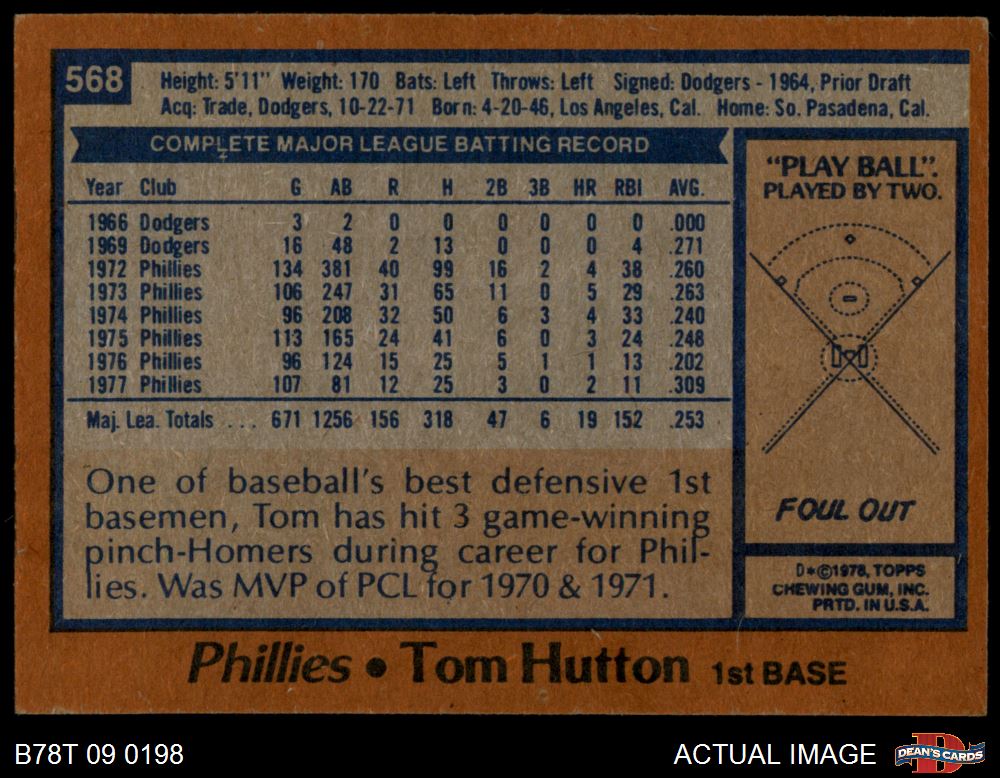 568
Height: 5'11" Weight: 170 Bats: Left Throws: Left Signed: Dodgers - 1964, Prior Draft
Acq: Trade, Dodgers, 10-22-71 Born: 4-20-46, Los Angeles, Cal. Home: So. Pasadena, Cal.
COMPLETE MAJOR LEAGUE BATTING RECORD
Year Club G AB R H 2B 3B HR RBI AVG.
1966 Dodgers 3 2 0 0 0 0 0 0 .000
1969 Dodgers 16 48 2 13 0 0 0 4 .271
1972 Phillies 134 381 40 99 16 2 4 38 .260
1973 Phillies 106 247 31 65 11 0 5 29 .263
1974 Phillies 96 208 32 50 6 3 4 33 .240
1975 Phillies 113 165 24 41 6 0 3 24 .248
1976 Phillies 96 124 15 25 5 1 1 13 .202
1977 Phillies 107 81 12 25 3 0 2 11 .309
Maj. Lea. Totals ... 671 1256 156 318 47 6 19 152 .253
One of baseball's best defensive 1st
basemen, Tom has hit 3 game-winning
pinch-Homers during career for Phil-
lies. Was MVP of PCL for 1970 & 1971.
"PLAY BALL".
PLAYED BY TWO.
FOUL OUT
D*©1978, TOPPS
CHEWING GUM, INC.
PRTD. IN U.S.A.
Phillies • Tom Hutton 1st BASE
B78T 09 0198
ACTUAL IMAGE
D
DEAN'S CARDS